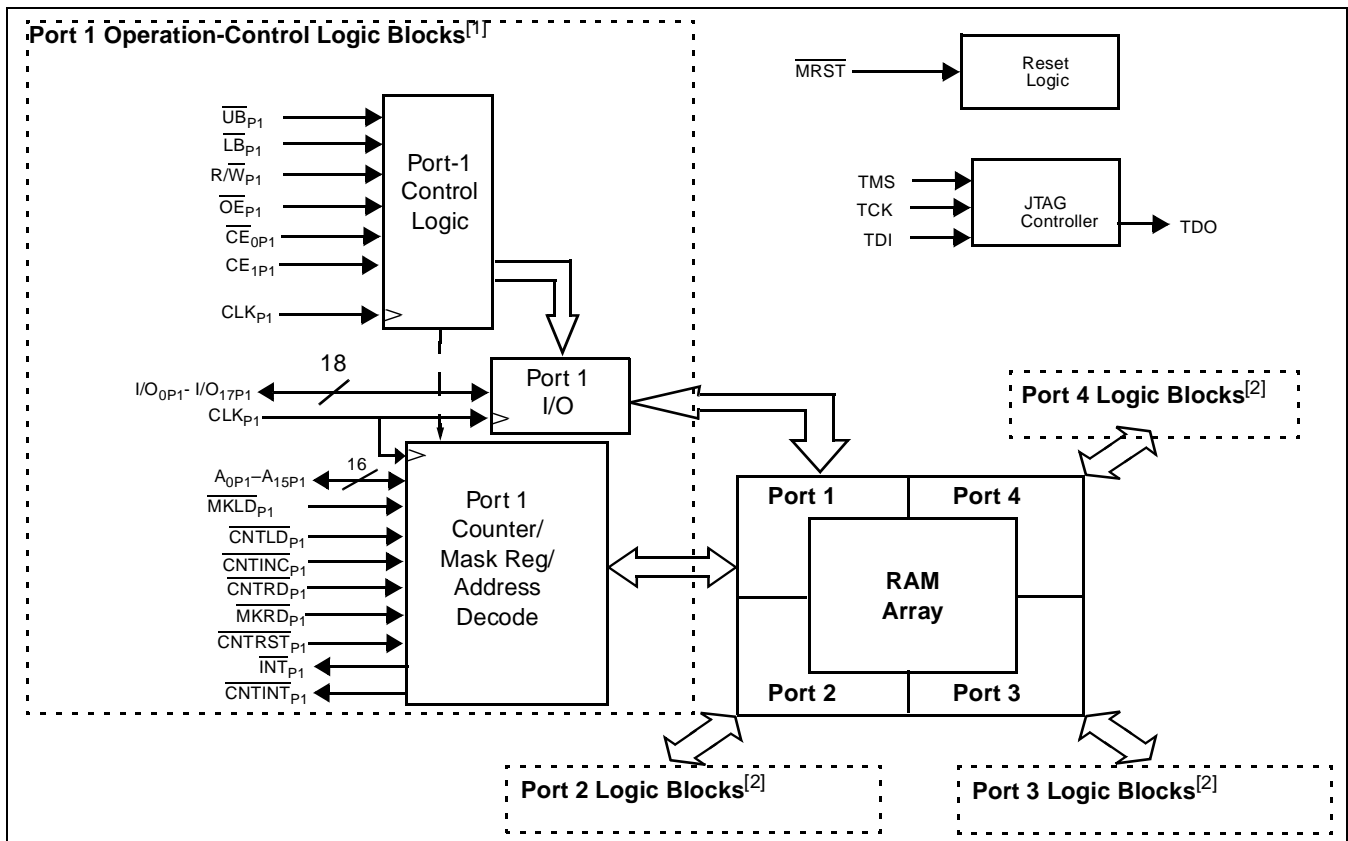 Port 1 Operation-Control Logic Blocks[1]
MRST
Reset
Logic
UBP1
LBP1
R/WP1
OEP1
CE0P1
CE1P1
CLKP1
Port-1
Control
Logic
TMS
TCK
TDI
JTAG
Controller
TDO
18
I/O0P1- I/O17P1
CLKP1
Port 1
I/O
Port 4 Logic Blocks[2]
16
A0P1–A15P1
MKLDP1
CNTLDP1
CNTINCP1
CNTRDP1
MKRDP1
CNTRSTP1
INTP1
CNTINTP1
Port 1
Counter/
Mask Reg/
Address
Decode
Port 1
Port 4
RAM
Array
Port 2
Port 3
Port 2 Logic Blocks[2]
Port 3 Logic Blocks[2]